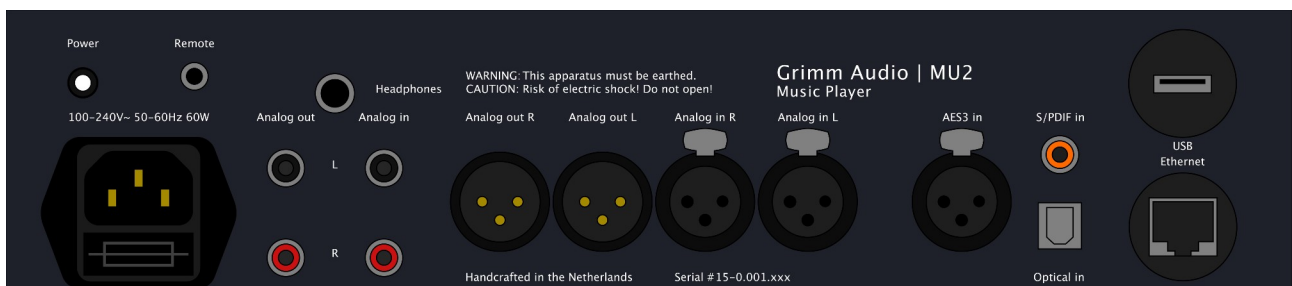 Power
Remote
Headphones
WARNING: This apparatus must be earthed.
CAUTION: Risk of electric shock! Do not open!
Grimm Audio | MU2
Music Player
100-240V~ 50-60Hz 60W
Analog out
Analog in
Analog out R
Analog out L
Analog in R
Analog in L
AES3 in
S/PDIF in
USB
Ethernet
L
R
Handcrafted in the Netherlands
Serial #15-0.001.xxx
Optical in